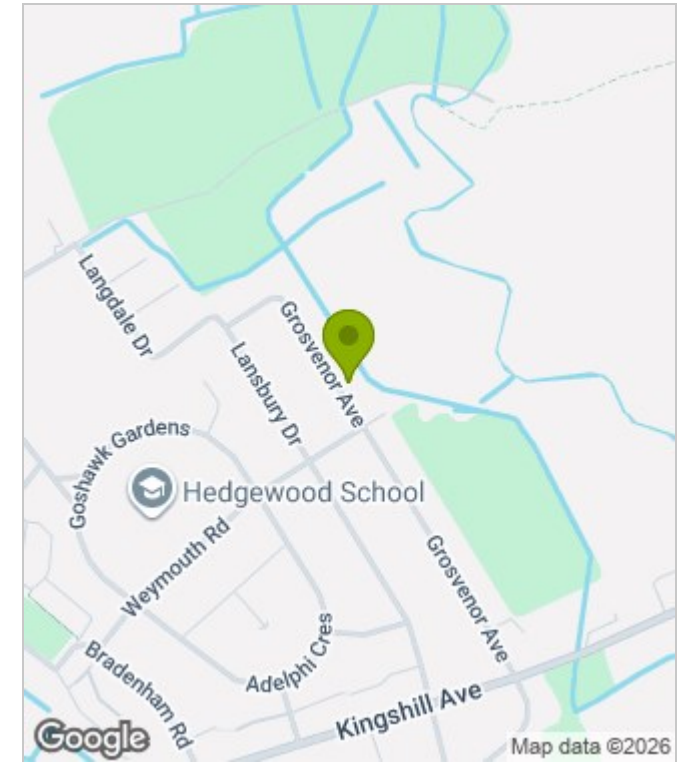 Langdale Dr
Grosvenor Ave
Lansbury Dr
Goshawk Gardens
Hedgewood School
Weymouth Rd
Grosvenor Ave
Adelphi Cres
Bradenham Rd
Kingshill Ave
Google
Map data ©2026